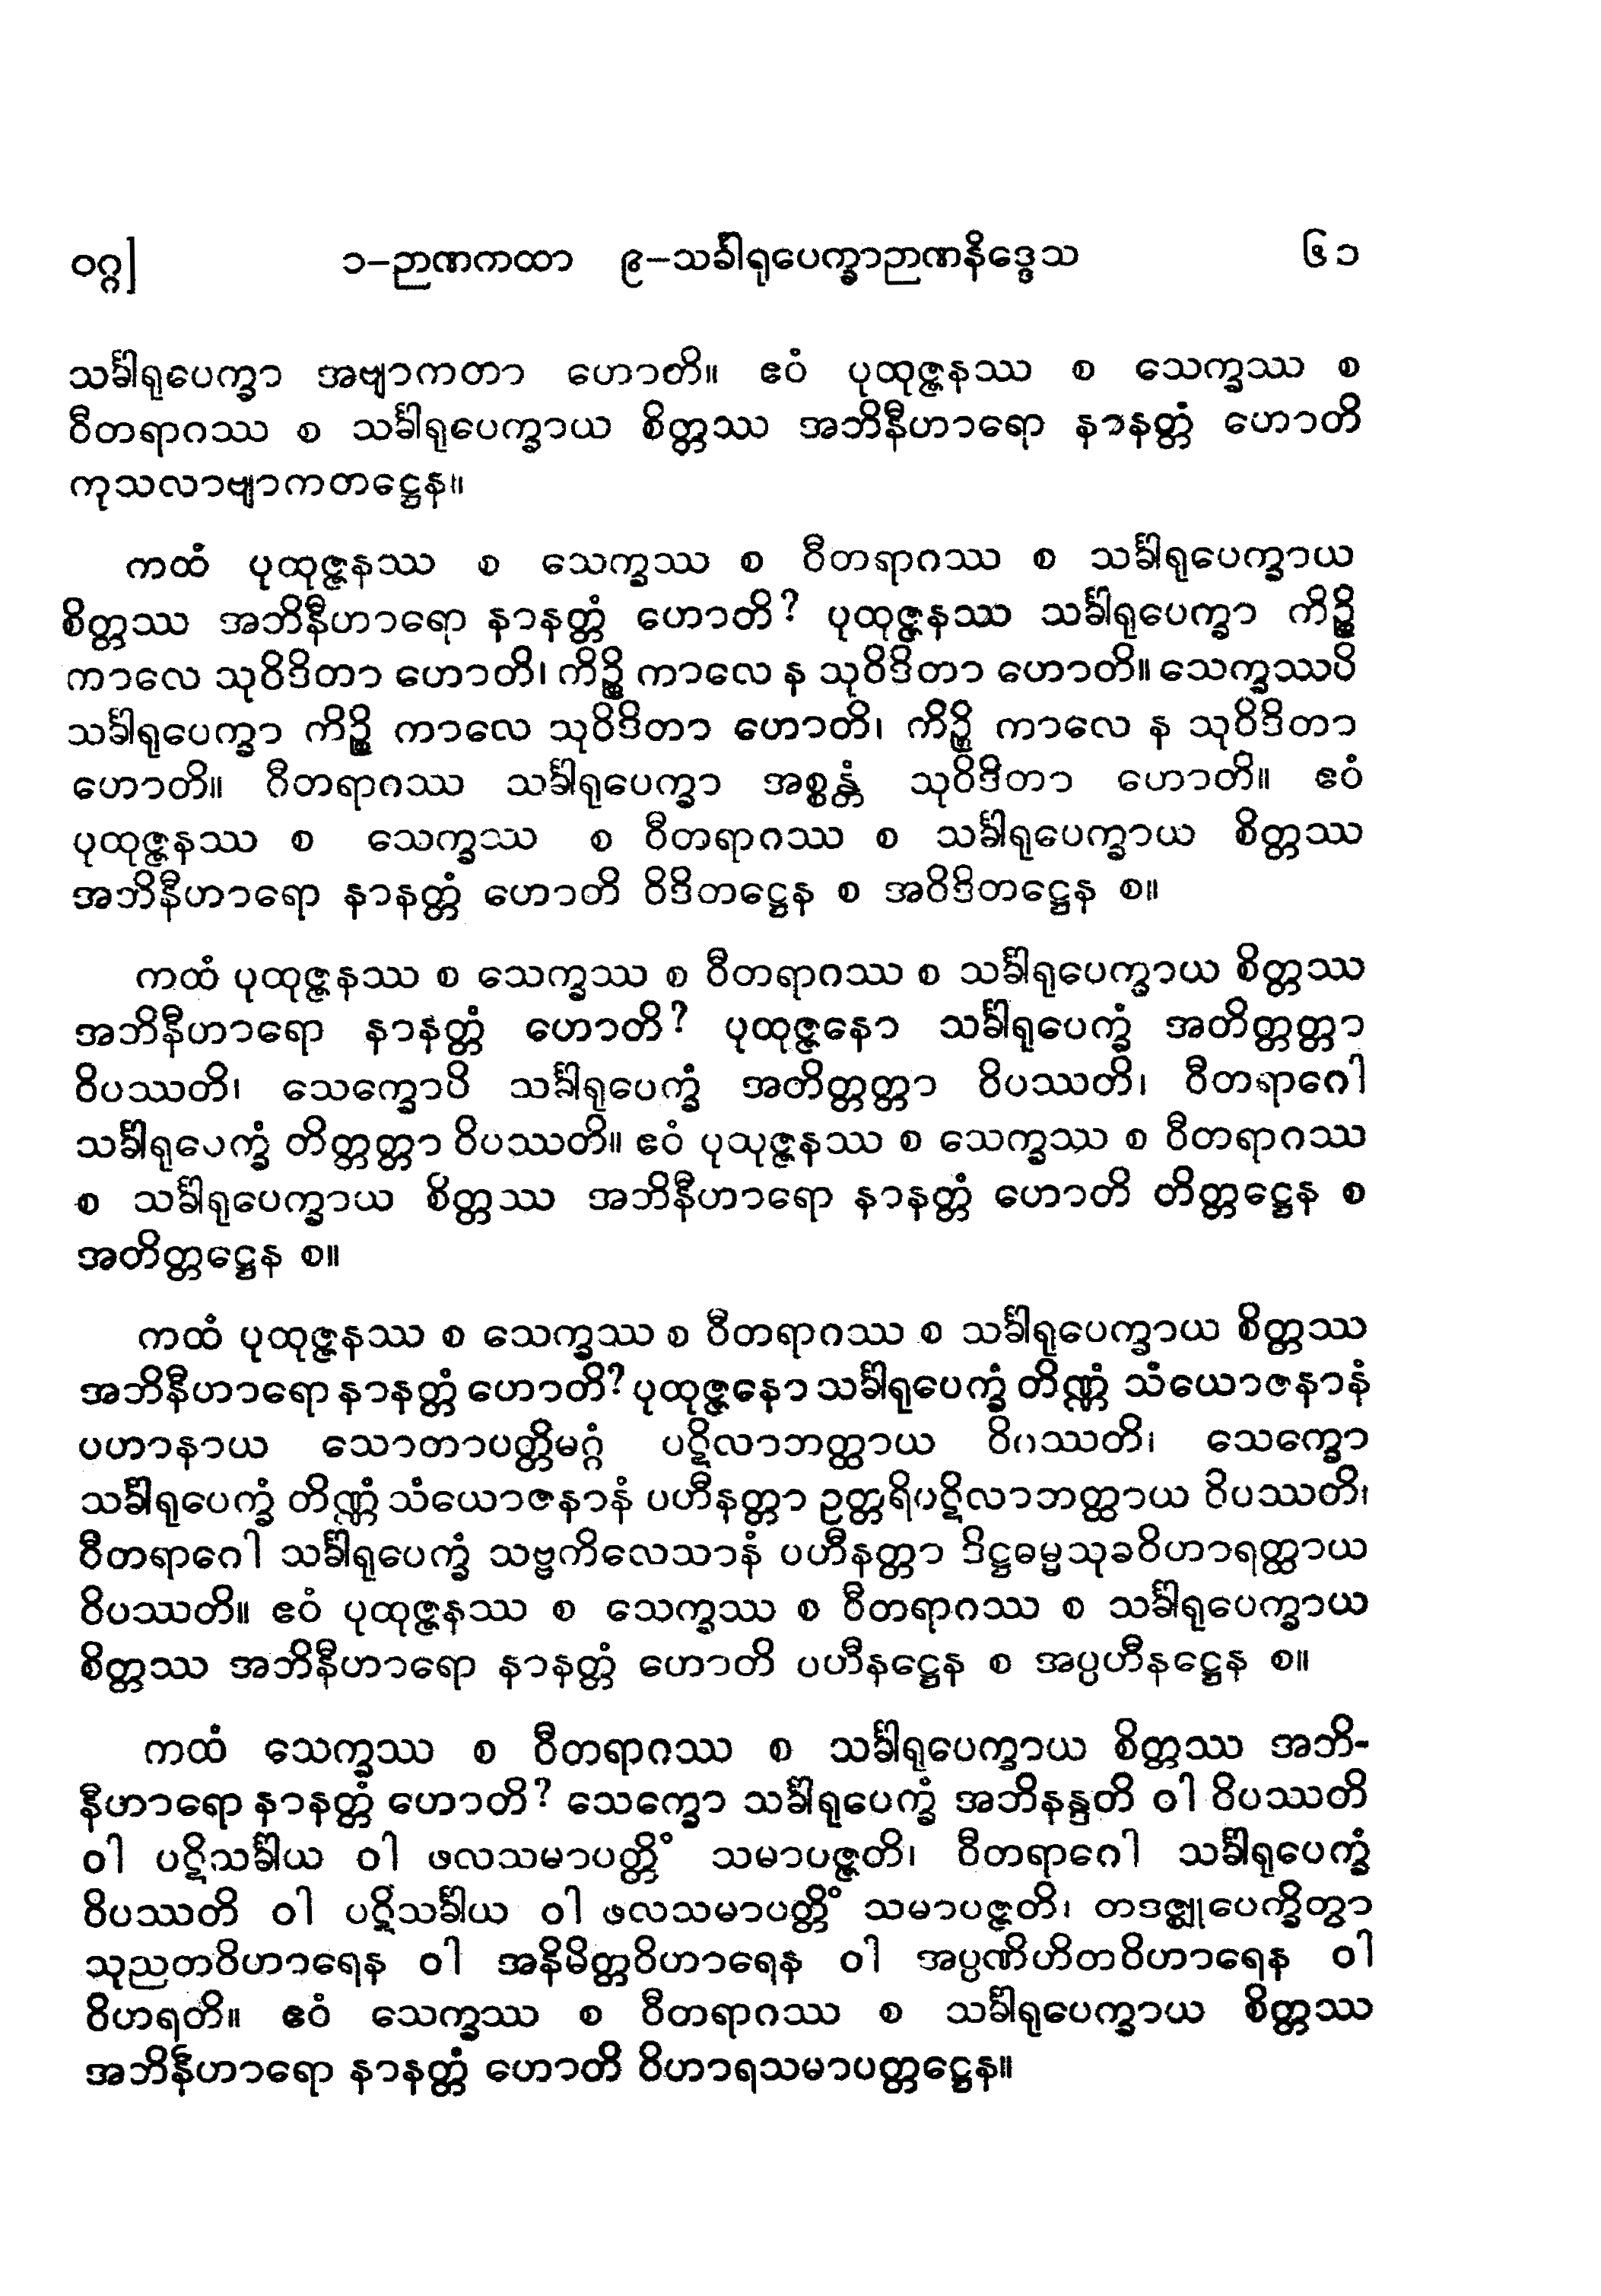 ဝဂ္ဂ] ၁-ဉာဏကထာ ၉-သင်္ခါရုပေက္ခာဉာဏနိဒ္ဒေသ ၆၁
သင်္ခါရုပေက္ခာ အဗျာကတာ ဟောတိ။ ဧဝံ ပုထုဇ္ဇနဿ စ သေက္ခဿ စ
ဝီတရာဂဿ စ သင်္ခါရုပေက္ခာယ စိတ္တဿ အဘိနီဟာရော နာနတ္တံ ဟောတိ
ကုသလာဗျာကတဋ္ဌေန။
ကထံ ပုထုဇ္ဇနဿ စ သေက္ခဿ စ ဝီတရာဂဿ စ သင်္ခါရုပေက္ခာယ
စိတ္တဿ အဘိနီဟာရော နာနတ္တံ ဟောတိ? ပုထုဇ္ဇနဿ သင်္ခါရုပေက္ခာ ကိဉ္စိ
ကာလေ သုဝိဒိတာ ဟောတိ၊ ကိဉ္စိ ကာလေ န သုဝိဒိတာ ဟောတိ။ သေက္ခဿပိ
သင်္ခါရုပေက္ခာ ကိဉ္စိ ကာလေ သုဝိဒိတာ ဟောတိ၊ ကိဉ္စိ ကာလေ န သုဝိဒိတာ
ဟောတိ။ ဝီတရာဂဿ သင်္ခါရုပေက္ခာ အစ္စန္တံ သုဝိဒိတာ ဟောတိ။ ဧဝံ
ပုထုဇ္ဇနဿ စ သေက္ခဿ စ ဝီတရာဂဿ စ သင်္ခါရုပေက္ခာယ စိတ္တဿ
အဘိနီဟာရော နာနတ္တံ ဟောတိ ဝိဒိတဋ္ဌေန စ အဝိဒိတဋ္ဌေန စ။
ကထံ ပုထုဇ္ဇနဿ စ သေက္ခဿ စ ဝီတရာဂဿ စ သင်္ခါရုပေက္ခာယ စိတ္တဿ
အဘိနီဟာရော နာနတ္တံ ဟောတိ? ပုထုဇ္ဇနော သင်္ခါရုပေက္ခံ အတိတ္တတ္တာ
ဝိပဿတိ၊ သေက္ခောပိ သင်္ခါရုပေက္ခံ အတိတ္တတ္တာ ဝိပဿတိ၊ ဝီတရာဂေါ
သင်္ခါရုပေက္ခံ တိတ္တတ္တာ ဝိပဿတိ။ ဧဝံ ပုထုဇ္ဇနဿ စ သေက္ခဿ စ ဝီတရာဂဿ
စ သင်္ခါရုပေက္ခာယ စိတ္တဿ အဘိနီဟာရော နာနတ္တံ ဟောတိ တိတ္တဋ္ဌေန စ
အတိတ္တဋ္ဌေန စ။
ကထံ ပုထုဇ္ဇနဿ စ သေက္ခဿ စ ဝီတရာဂဿ စ သင်္ခါရုပေက္ခာယ စိတ္တဿ
အဘိနီဟာရော နာနတ္တံ ဟောတိ? ပုထုဇ္ဇနော သင်္ခါရုပေက္ခံ တိဏ္ဏံ သံယောဇနာနံ
ပဟာနာယ သောတာပတ္တိမဂ္ဂံ ပဋိလာဘတ္ထာယ ဝိပဿတိ၊ သေက္ခော
သင်္ခါရုပေက္ခံ တိဏ္ဏံ သံယောဇနာနံ ပဟီနတ္တာ ဥတ္တရိပဋိလာဘတ္ထာယ ဝိပဿတိ၊
ဝီတရာဂေါ သင်္ခါရုပေက္ခံ သဗ္ဗကိလေသာနံ ပဟီနတ္တာ ဒိဋ္ဌဓမ္မသုခဝိဟာရတ္ထာယ
ဝိပဿတိ။ ဧဝံ ပုထုဇ္ဇနဿ စ သေက္ခဿ စ ဝီတရာဂဿ စ သင်္ခါရုပေက္ခာယ
စိတ္တဿ အဘိနီဟာရော နာနတ္တံ ဟောတိ ပဟီနဋ္ဌေန စ အပ္ပဟီနဋ္ဌေန စ။
ကထံ သေက္ခဿ စ ဝီတရာဂဿ စ သင်္ခါရုပေက္ခာယ စိတ္တဿ အဘိ-
နီဟာရော နာနတ္တံ ဟောတိ? သေက္ခော သင်္ခါရုပေက္ခံ အဘိနန္ဒတိ ဝါ ဝိပဿတိ
ဝါ ပဋိသင်္ခါယ ဝါ ဖလသမာပတ္တိံ သမာပဇ္ဇတိ၊ ဝီတရာဂေါ သင်္ခါရုပေက္ခံ
ဝိပဿတိ ဝါ ပဋိသင်္ခါယ ဝါ ဖလသမာပတ္တိံ သမာပဇ္ဇတိ၊ တဒဇ္ဈုပေက္ခိတွာ
သုညတဝိဟာရေန ဝါ အနိမိတ္တဝိဟာရေန ဝါ အပ္ပဏိဟိတဝိဟာရေန ဝါ
ဝိဟရတိ။ ဧဝံ သေက္ခဿ စ ဝီတရာဂဿ စ သင်္ခါရုပေက္ခာယ စိတ္တဿ
အဘိနီဟာရော နာနတ္တံ ဟောတိ ဝိဟာရသမာပတ္တဋ္ဌေန။